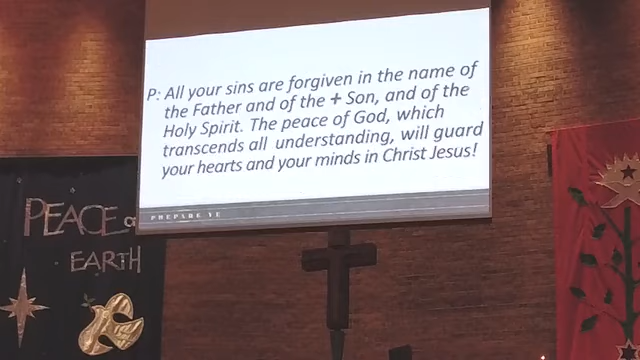 P: All your sins are forgiven in the name of
the Father and of the + Son, and of the
Holy Spirit. The peace of God, which
transcends all understanding, will guard
your hearts and your minds in Christ Jesus!
PREPARE YE
PEACE
EARTH